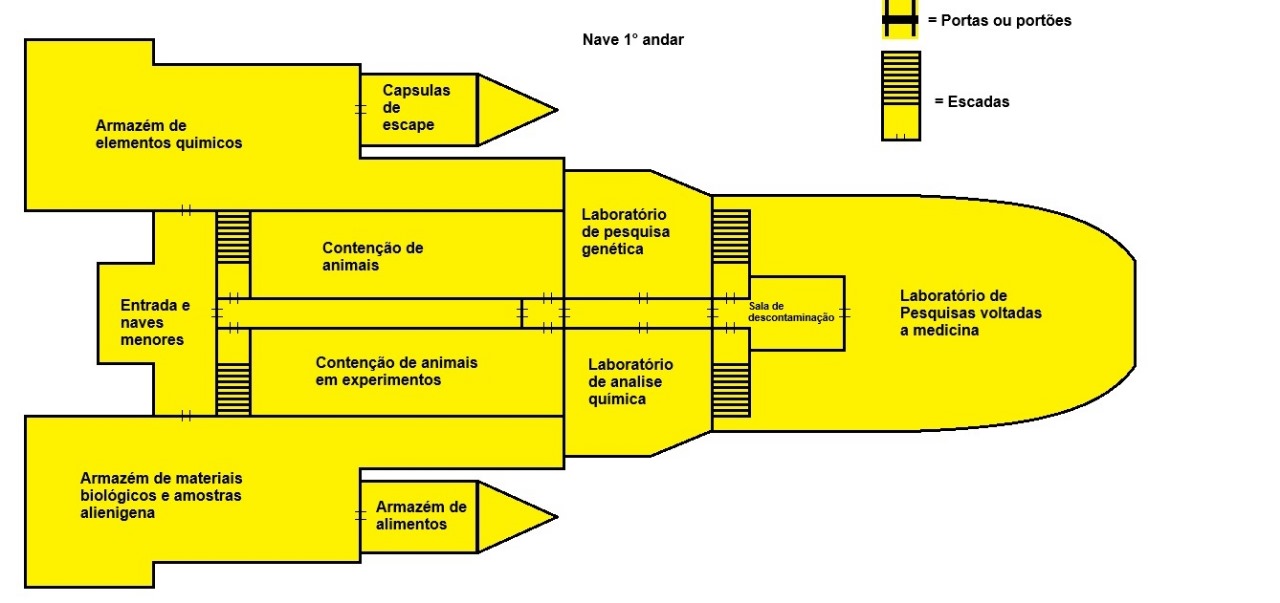 Nave 1° andar
= Portas ou portões
= Escadas
Capsulas
de
escape
Armazém de
elementos quimicos
Laboratório
de pesquisa
genética
Contenção de
animais
Entrada e
naves
menores
Sala de
descontaminação
Laboratório de
Pesquisas voltadas
a medicina
Contenção de animais
em experimentos
Laboratório
de analise
química
Armazém de materiais
biológicos e amostras
alienigena
Armazém de
alimentos